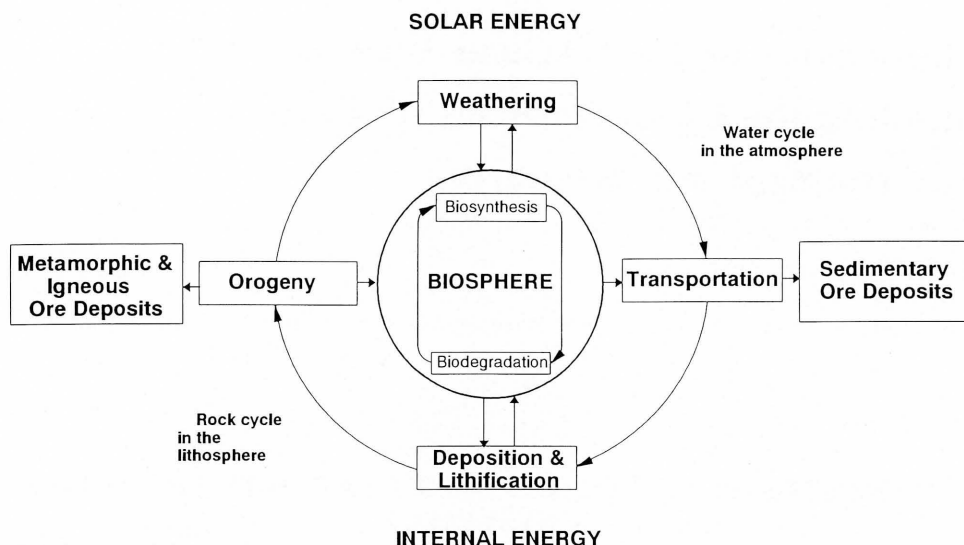 SOLAR ENERGY
Weathering
Water cycle
in the atmosphere
Biosynthesis
Metamorphic &
Igneous
Ore Deposits
Orogeny
BIOSPHERE
Transportation
Sedimentary
Ore Deposits
Biodegradation
Rock cycle
in the
lithosphere
Deposition &
Lithification
INTERNAL ENERGY